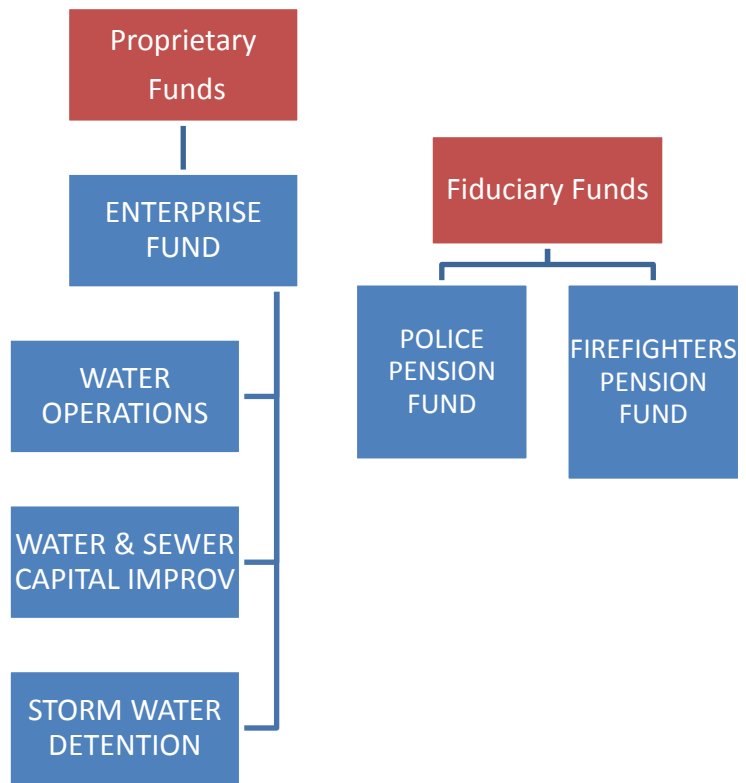 Proprietary
Funds
ENTERPRISE
FUND
WATER
OPERATIONS
WATER & SEWER
CAPITAL IMPROV
STORM WATER
DETENTION
Fiduciary Funds
POLICE
PENSION
FUND
FIREFIGHTERS
PENSION
FUND